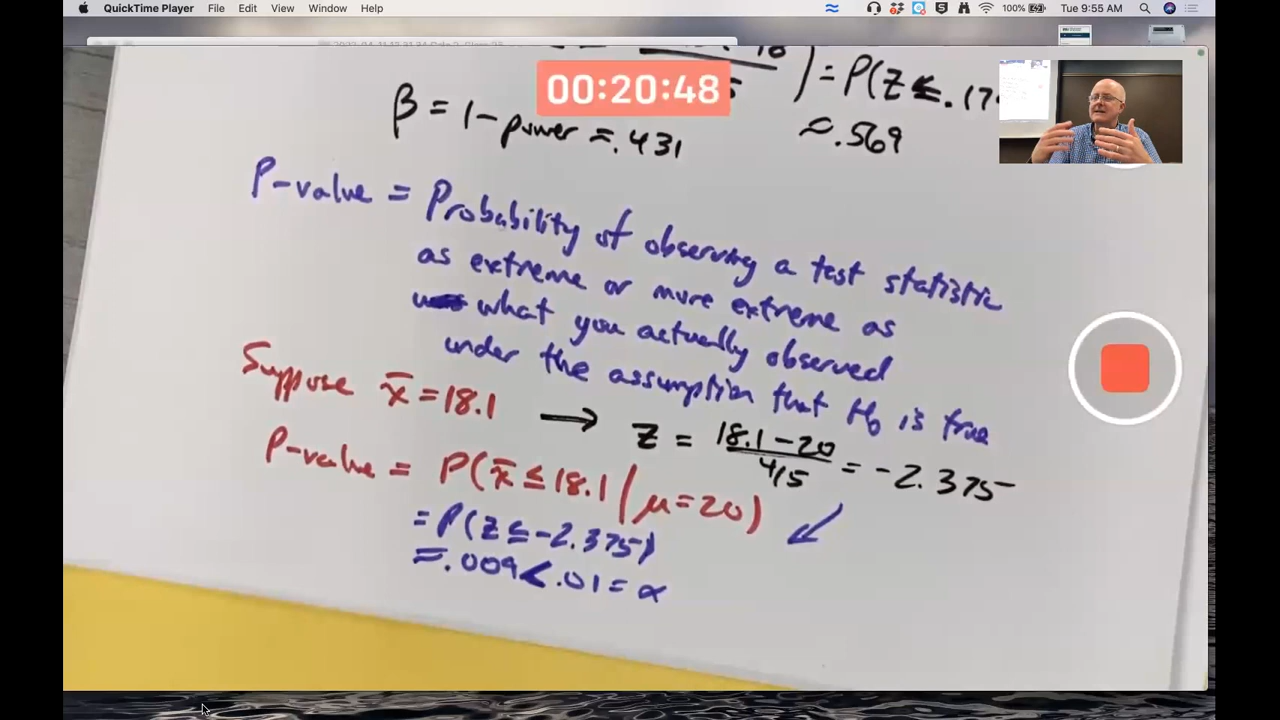 QuickTime Player File Edit View Window Help 100% Tue 9:55 AM
00:20:48
) = P(Z ≤ .17
β = 1 - power ≈ .431
≈ .569
P-value = Probability of observing a test statistic
as extreme or more extreme as
what you actually observed
under the assumption that H₀ is true
Suppose x̄ = 18.1 → Z = 18.1 - 20 / 4/5 = -2.375
P-value = P(x̄ ≤ 18.1 / μ = 20)
= P(Z ≤ -2.375)
= .009 < .01 = α